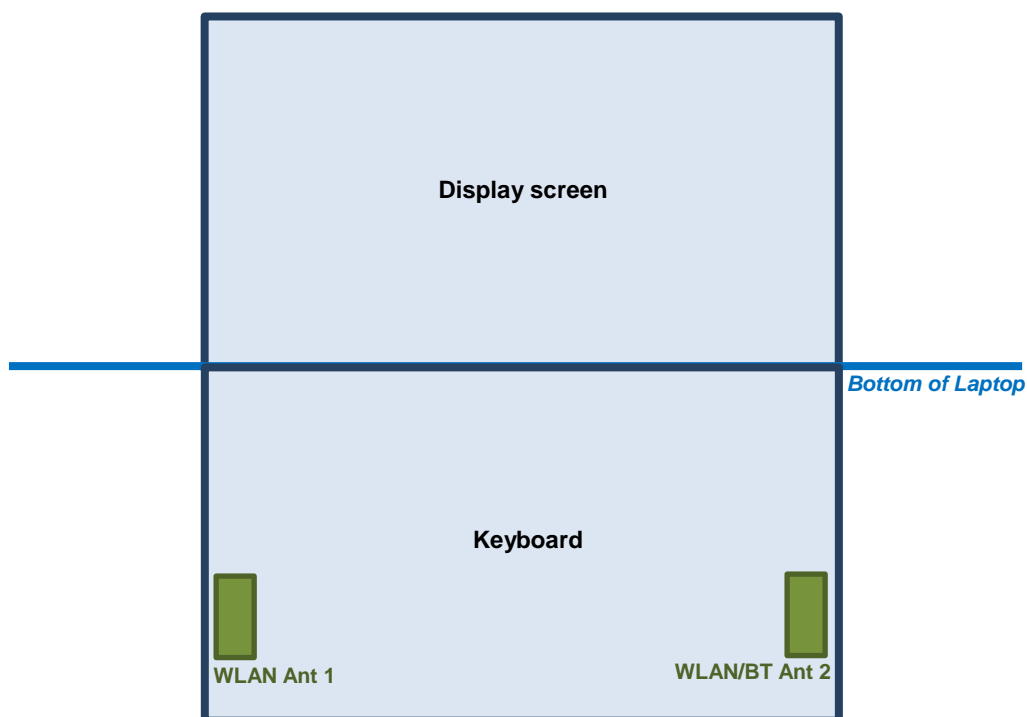 Display screen
Bottom of Laptop
Keyboard
WLAN Ant 1
WLAN/BT Ant 2